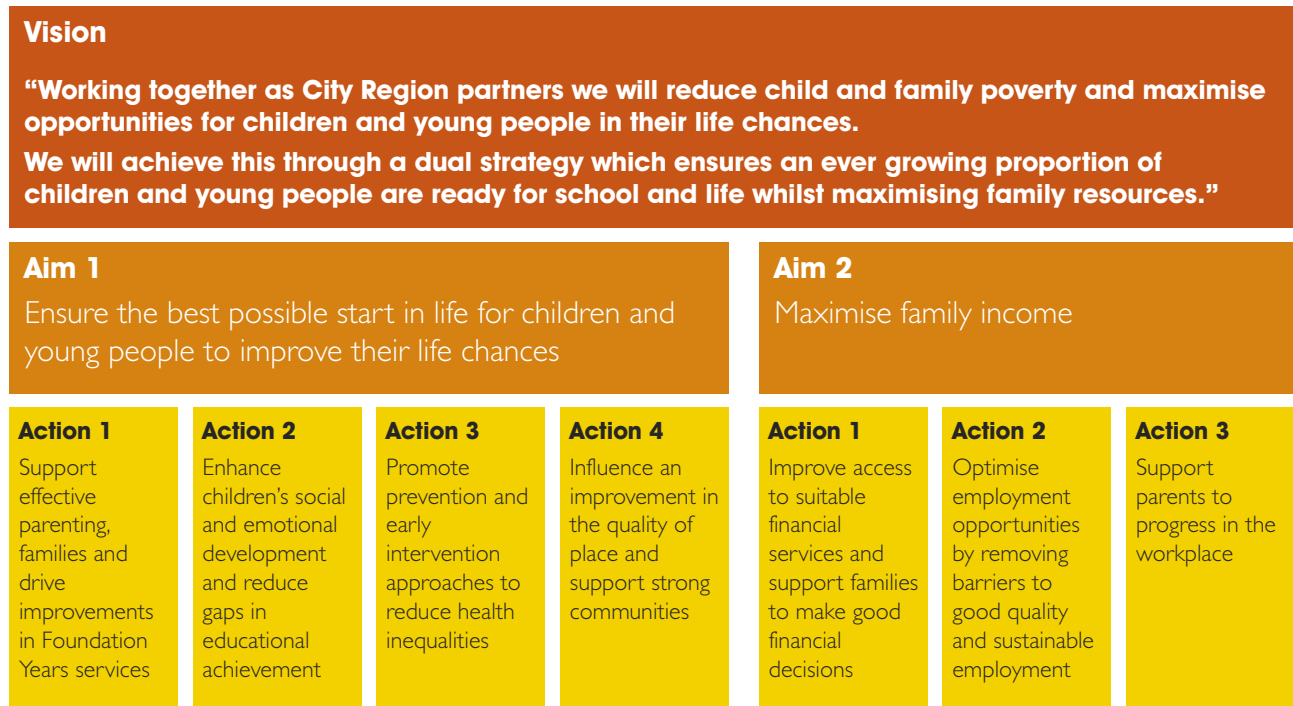 Vision
“Working together as City Region partners we will reduce child and family poverty and maximise
opportunities for children and young people in their life chances.
We will achieve this through a dual strategy which ensures an ever growing proportion of
children and young people are ready for school and life whilst maximising family resources.”
Aim 1
Ensure the best possible start in life for children and
young people to improve their life chances
Aim 2
Maximise family income
Action 1
Support
effective
parenting,
families and
drive
improvements
in Foundation
Years services
Action 2
Enhance
children’s social
and emotional
development
and reduce
gaps in
educational
achievement
Action 3
Promote
prevention and
early
intervention
approaches to
reduce health
inequalities
Action 4
Influence an
improvement in
the quality of
place and
support strong
communities
Action 1
Improve access
to suitable
financial
services and
support families
to make good
financial
decisions
Action 2
Optimise
employment
opportunities
by removing
barriers to
good quality
and sustainable
employment
Action 3
Support
parents to
progress in the
workplace